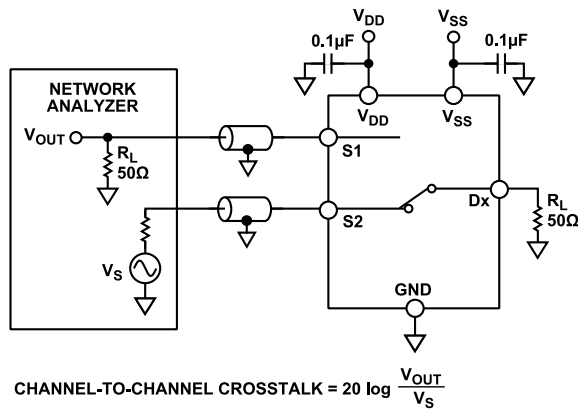 V_DD
V_SS
0.1µF
0.1µF
NETWORK
ANALYZER
V_DD
V_SS
V_OUT
S1
R_L
50Ω
S2
Dx
R_L
50Ω
V_S
GND
CHANNEL-TO-CHANNEL CROSSTALK = 20 log V_OUT
V_S